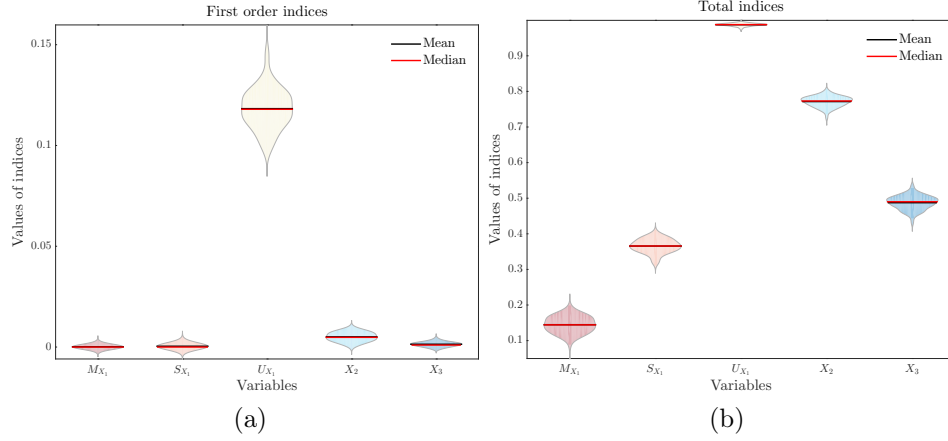 First order indices
0.15
0.1
0.05
0
Values of indices
Mean
Median
M_{X_1} S_{X_1} U_{X_1} X_2 X_3
Variables
(a)
Total indices
0.9
0.8
0.7
0.6
0.5
0.4
0.3
0.2
0.1
Values of indices
Mean
Median
M_{X_1} S_{X_1} U_{X_1} X_2 X_3
Variables
(b)